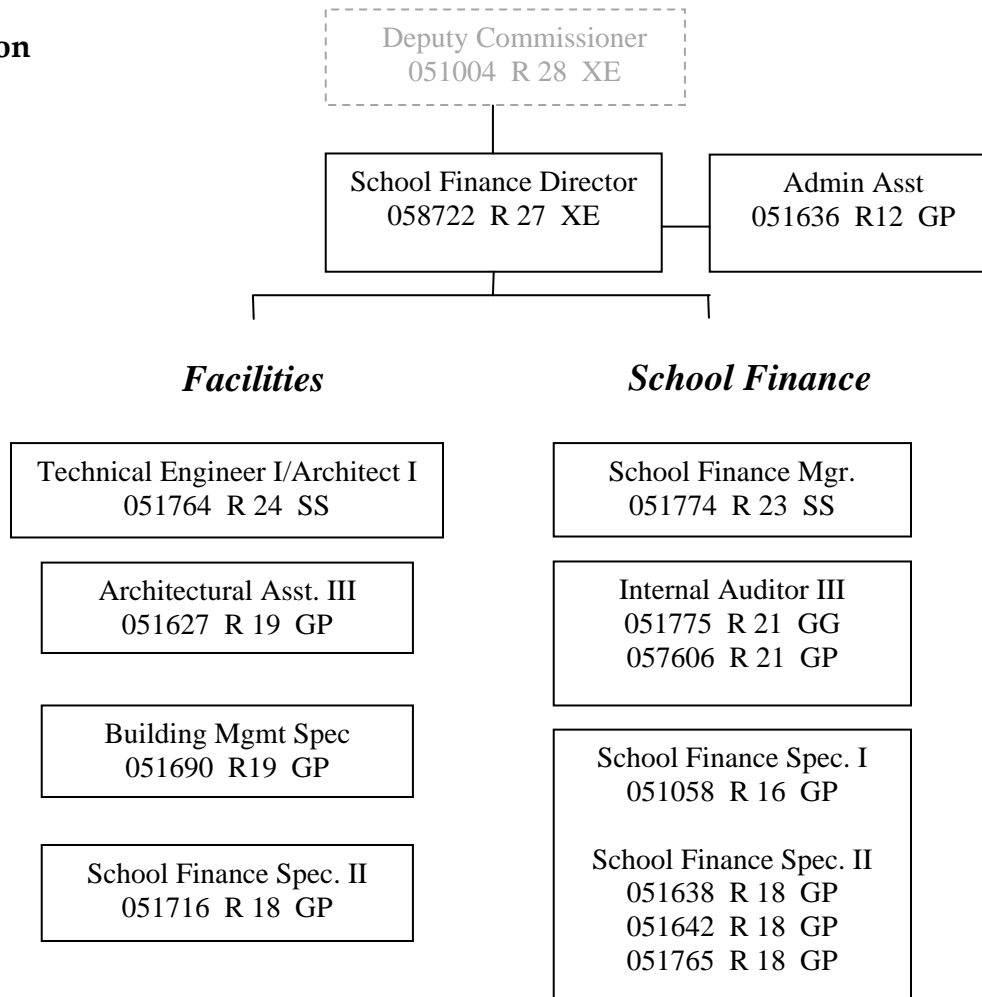 on
Deputy Commissioner
051004 R 28 XE
School Finance Director
058722 R 27 XE
Admin Asst
051636 R12 GP
Facilities
School Finance
Technical Engineer I/Architect I
051764 R 24 SS
Architectural Asst. III
051627 R 19 GP
Building Mgmt Spec
051690 R19 GP
School Finance Spec. II
051716 R 18 GP
School Finance Mgr.
051774 R 23 SS
Internal Auditor III
051775 R 21 GG
057606 R 21 GP
School Finance Spec. I
051058 R 16 GP
School Finance Spec. II
051638 R 18 GP
051642 R 18 GP
051765 R 18 GP